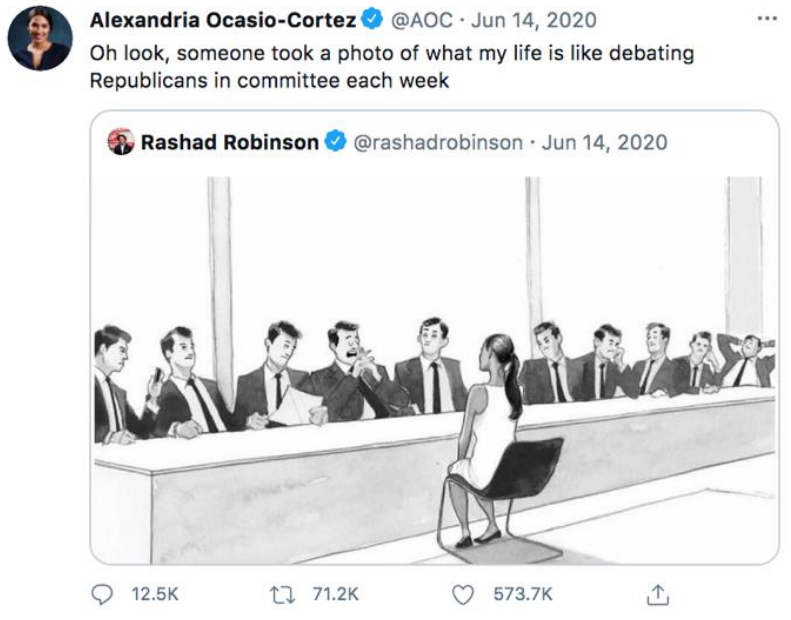 Alexandria Ocasio-Cortez @AOC · Jun 14, 2020
Oh look, someone took a photo of what my life is like debating
Republicans in committee each week
Rashad Robinson @rashadrobinson · Jun 14, 2020
12.5K 71.2K 573.7K